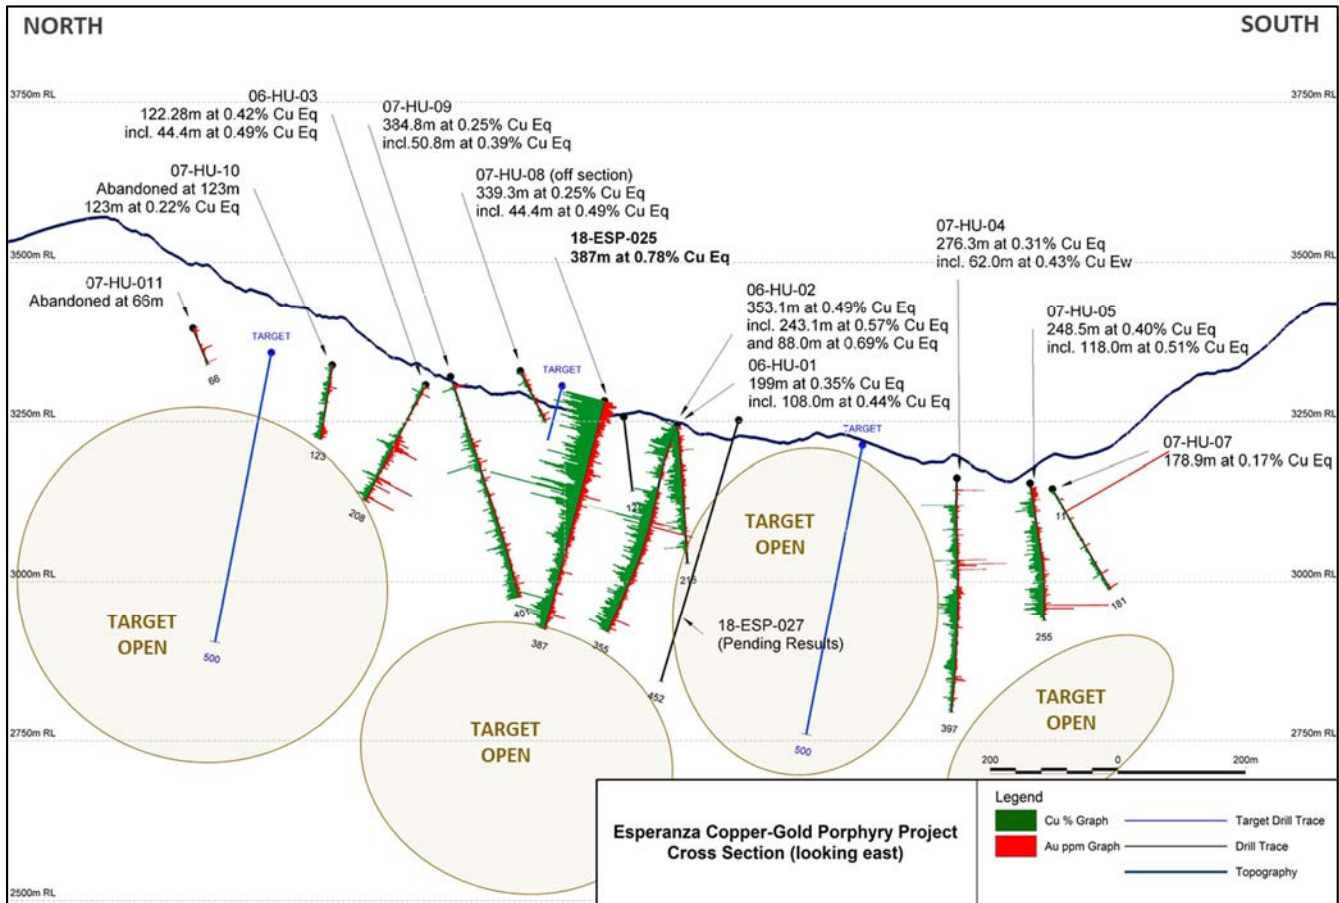 NORTH
SOUTH
3750m RL
3750m RL
06-HU-03
122.28m at 0.42% Cu Eq
incl. 44.4m at 0.49% Cu Eq
07-HU-09
384.8m at 0.25% Cu Eq
incl.50.8m at 0.39% Cu Eq
07-HU-10
Abandoned at 123m
123m at 0.22% Cu Eq
07-HU-08 (off section)
339.3m at 0.25% Cu Eq
incl. 44.4m at 0.49% Cu Eq
18-ESP-025
387m at 0.78% Cu Eq
07-HU-04
276.3m at 0.31% Cu Eq
incl. 62.0m at 0.43% Cu Ew
3500m RL
3500m RL
07-HU-011
Abandoned at 66m
06-HU-02
353.1m at 0.49% Cu Eq
incl. 243.1m at 0.57% Cu Eq
and 88.0m at 0.69% Cu Eq
07-HU-05
248.5m at 0.40% Cu Eq
incl. 118.0m at 0.51% Cu Eq
06-HU-01
199m at 0.35% Cu Eq
incl. 108.0m at 0.44% Cu Eq
TARGET
TARGET
TARGET
66
3250m RL
3250m RL
07-HU-07
178.9m at 0.17% Cu Eq
123
208
11
TARGET
OPEN
3000m RL
3000m RL
401
387
355
181
255
18-ESP-027
(Pending Results)
TARGET
OPEN
500
452
397
TARGET
OPEN
TARGET
OPEN
500
2750m RL
2750m RL
200
0
200m
Esperanza Copper-Gold Porphyry Project
Cross Section (looking east)
Legend
Cu % Graph
Au ppm Graph
Target Drill Trace
Drill Trace
Topography
2500m RL